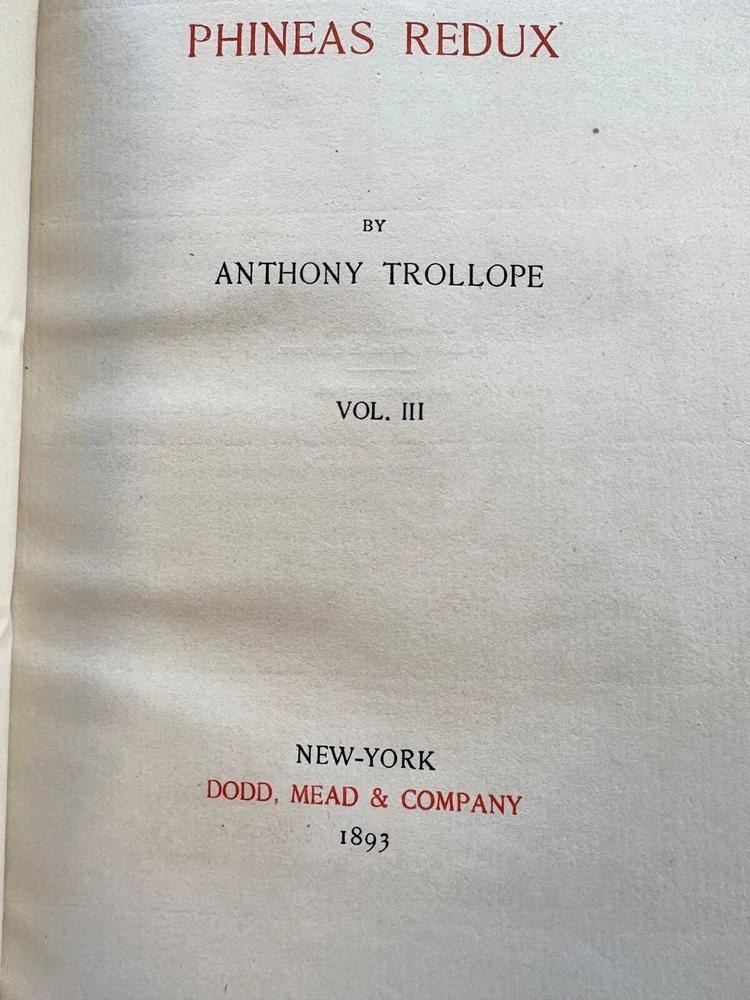 PHINEAS REDUX
BY
ANTHONY TROLLOPE
VOL. III
NEW-YORK
DODD, MEAD & COMPANY
1893